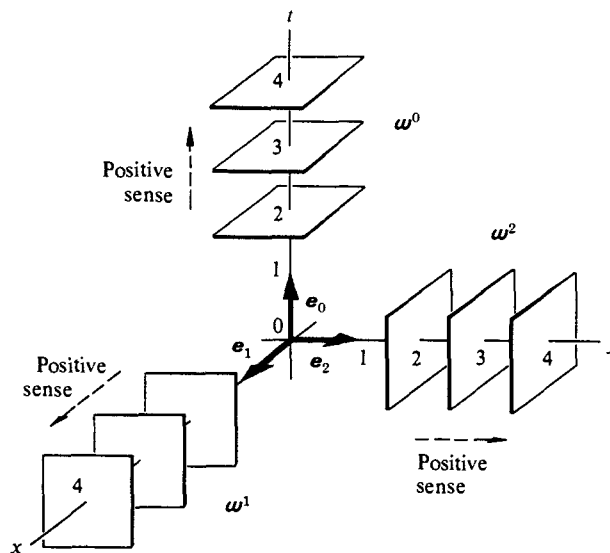 t
4
ω⁰
3
Positive
sense
2
ω²
1
e₀
0
e₁
e₂
1
2
3
4
Positive
sense
Positive
sense
4
ω¹
x